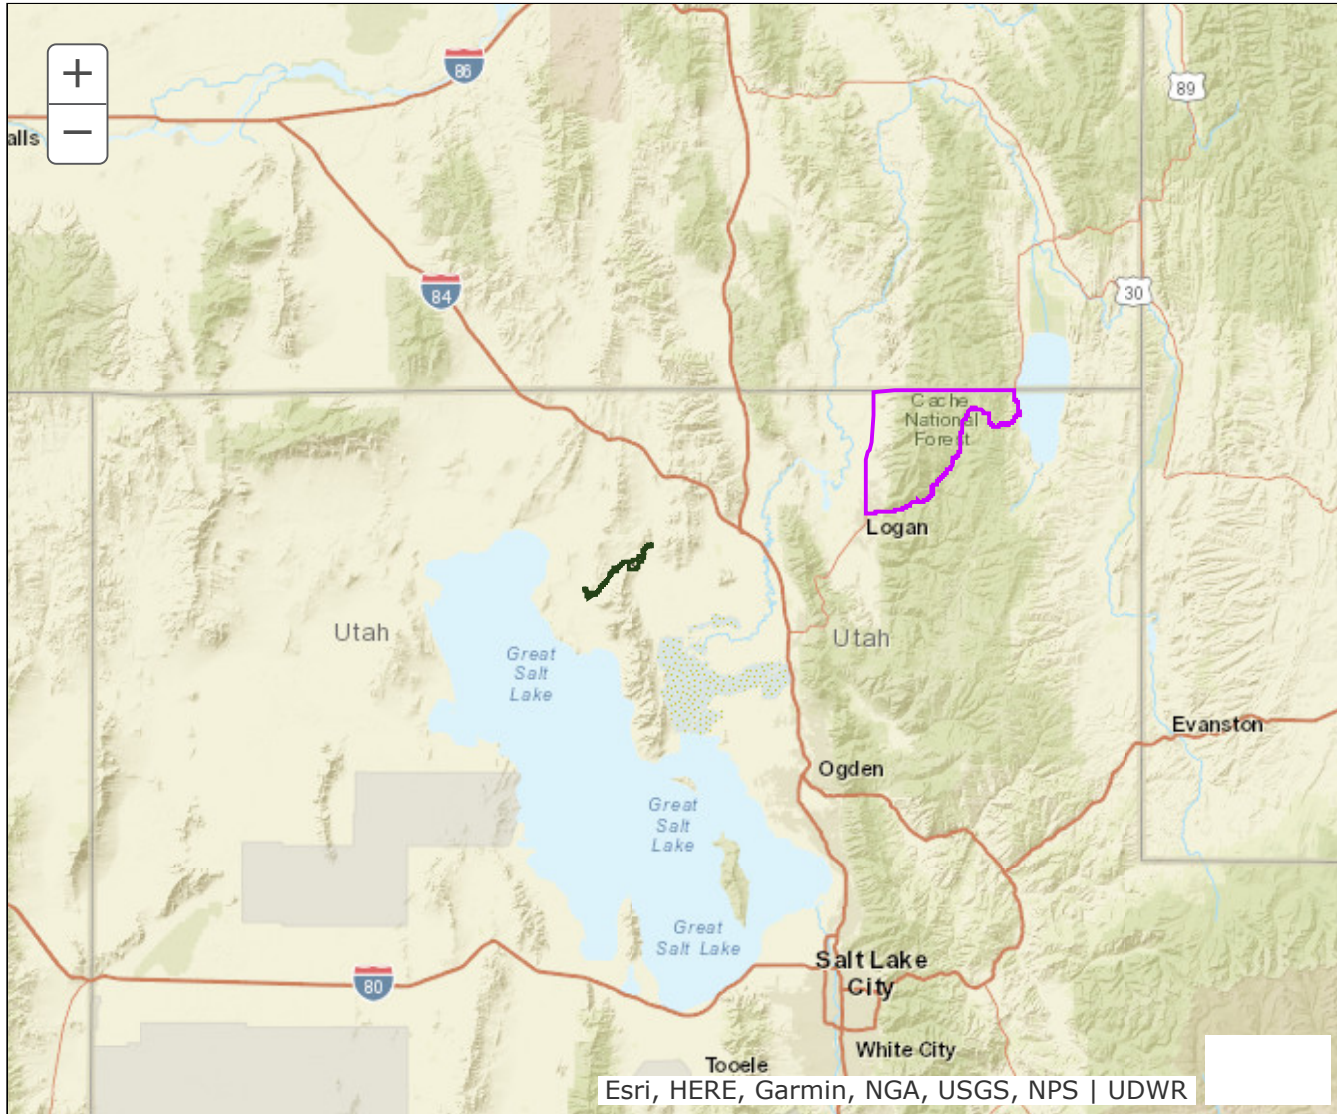 +
−
alls
86
89
84
30
Cache
National
Forest
Logan
Utah
Utah
Great
Salt
Lake
Evanston
Ogden
Great
Salt
Lake
Great
Salt Lake
Salt Lake
City
80
White City
Tooele
Esri, HERE, Garmin, NGA, USGS, NPS | UDWR